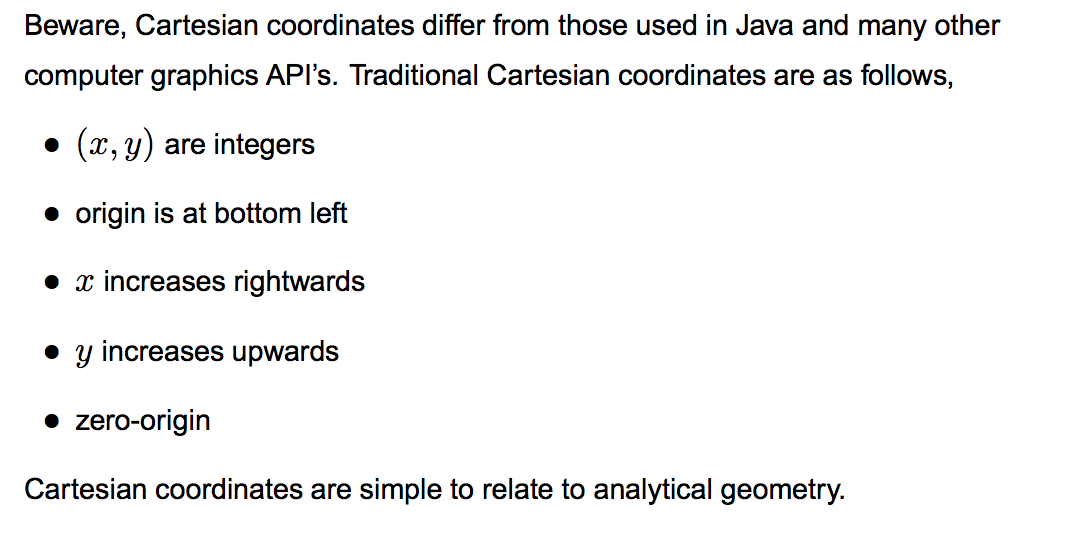 Beware, Cartesian coordinates differ from those used in Java and many other
computer graphics API's. Traditional Cartesian coordinates are as follows,
● (x, y) are integers
● origin is at bottom left
● x increases rightwards
● y increases upwards
● zero-origin
Cartesian coordinates are simple to relate to analytical geometry.